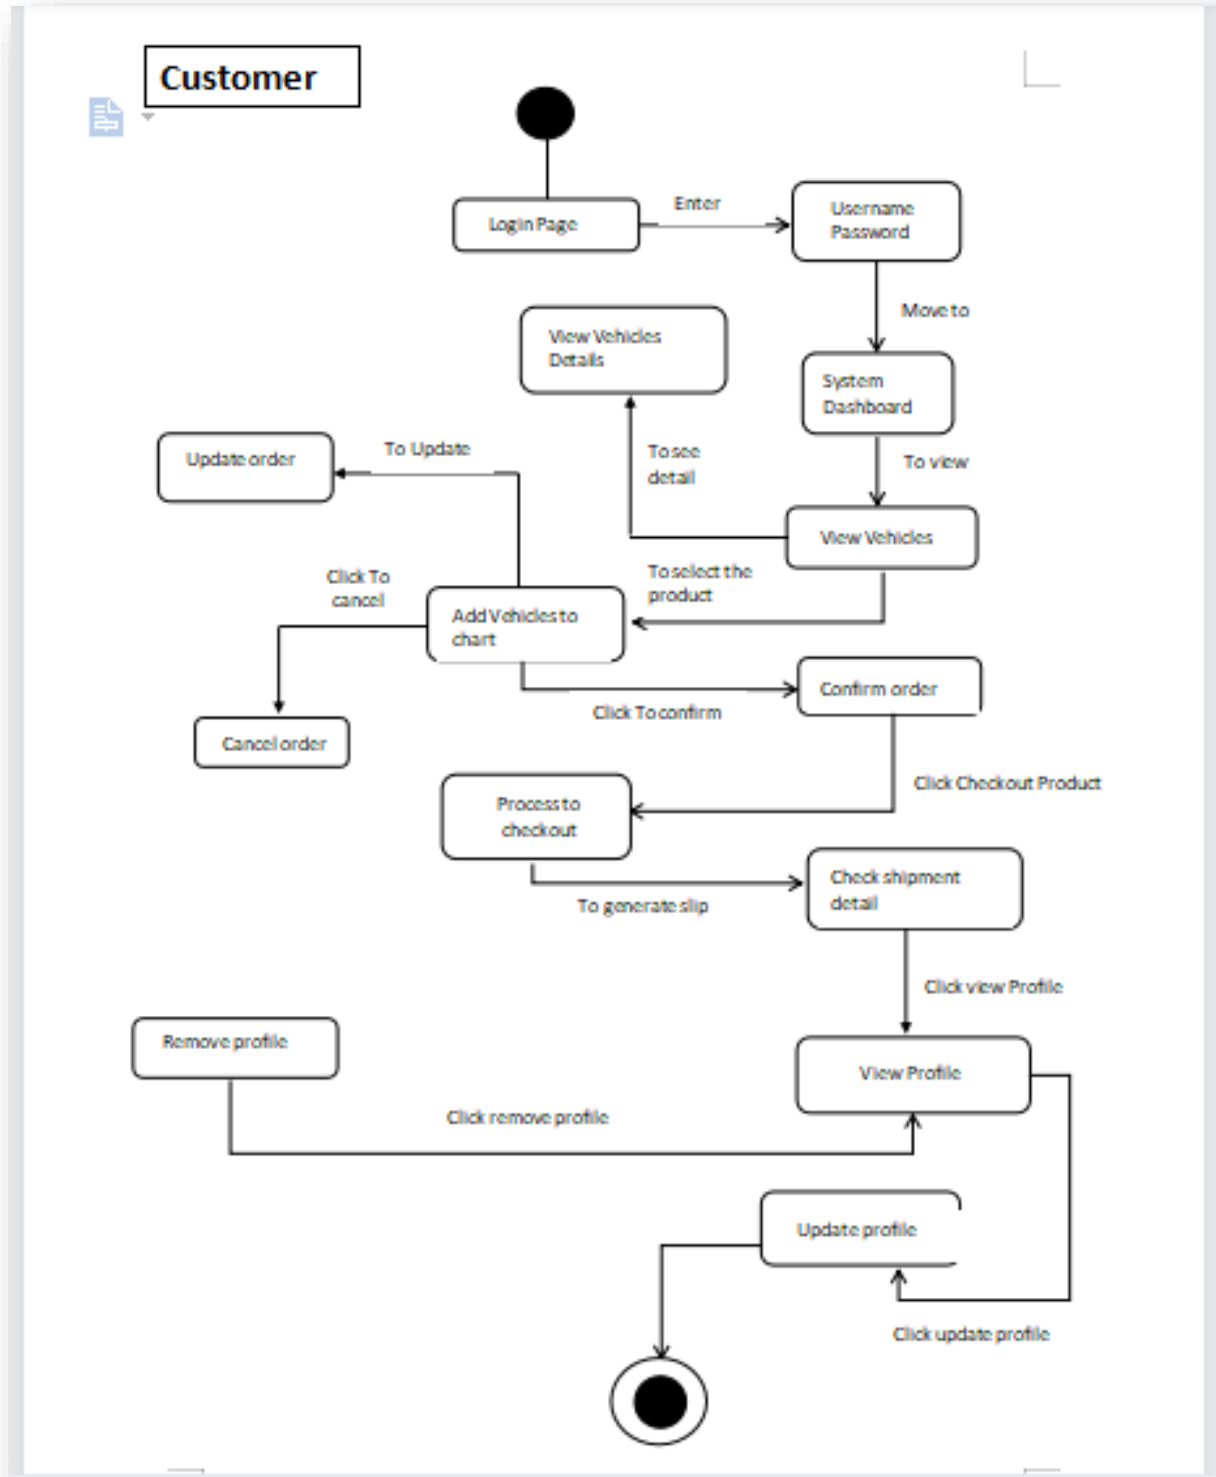 Customer
Enter
Login Page
Username
Password
Move to
View Vehicles
Details
System
Dashboard
To Update
Update order
To see
detail
To view
View Vehicles
Click To
cancel
To select the
product
Add Vehicles to
chart
Confirm order
Click To confirm
Cancel order
Click Checkout Product
Process to
checkout
Check shipment
detail
To generate slip
Click view Profile
Remove profile
View Profile
Click remove profile
Update profile
Click update profile